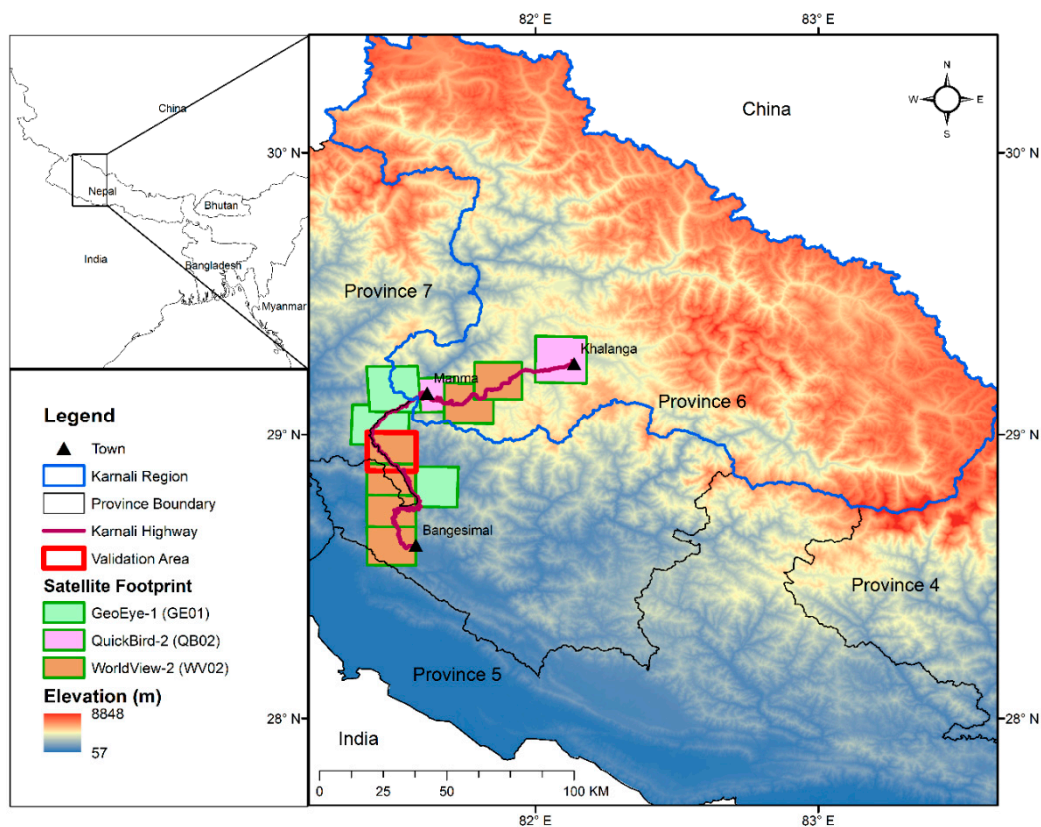 82° E
83° E
China
Nepal
Bhutan
India
Bangladesh
Myanmar
N
W
E
S
China
30° N
30° N
Province 7
Khalanga
Manma
Province 6
29° N
29° N
Bangesimal
Province 4
Province 5
28° N
28° N
India
0
25
50
100 KM
82° E
83° E
Legend
Town
Karnali Region
Province Boundary
Karnali Highway
Validation Area
Satellite Footprint
GeoEye-1 (GE01)
QuickBird-2 (QB02)
WorldView-2 (WV02)
Elevation (m)
8848
57